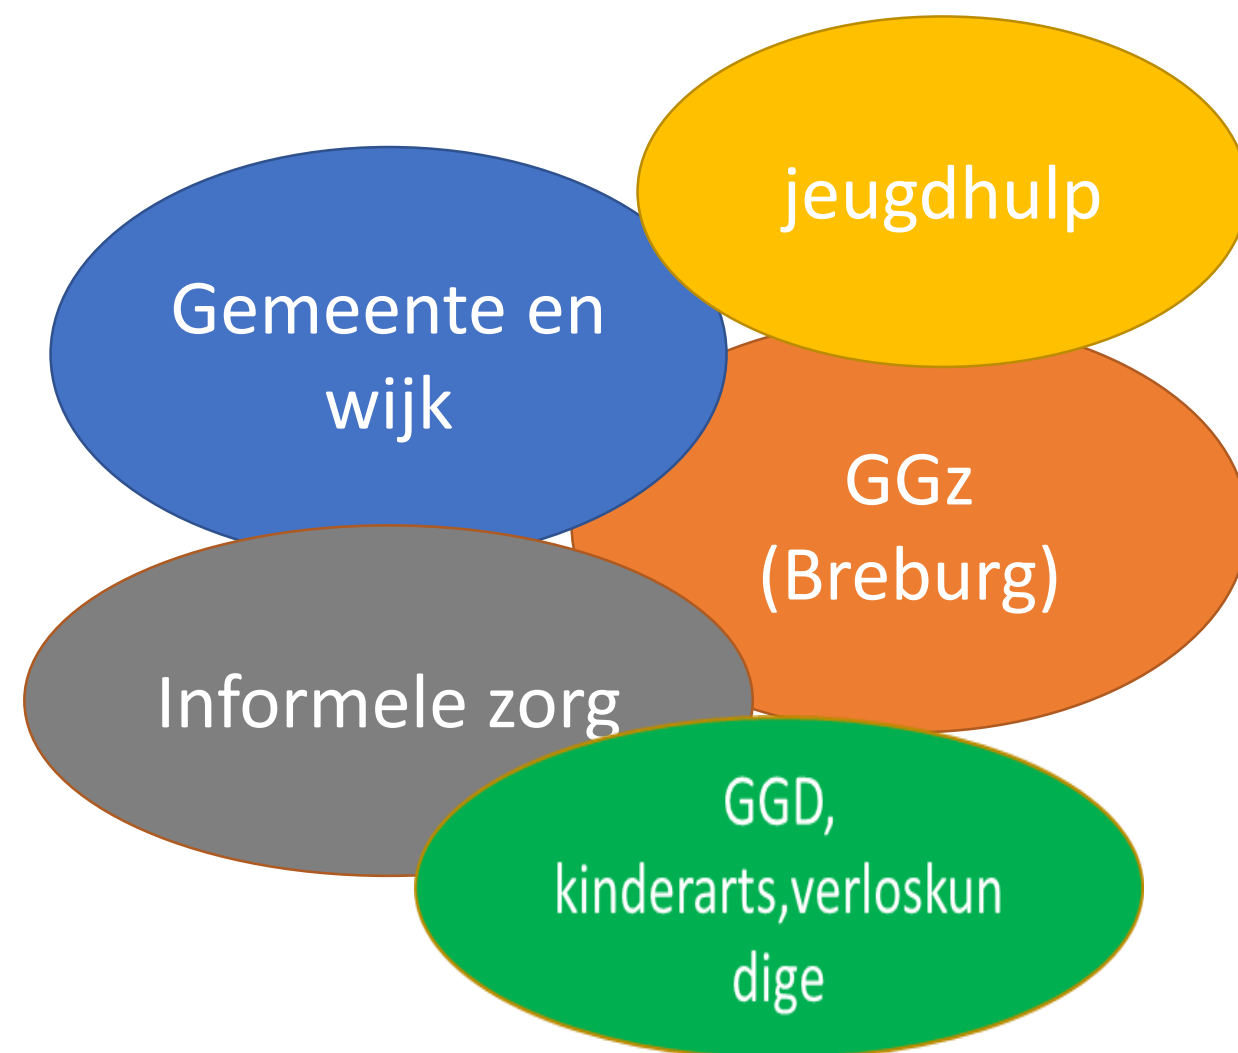 jeugdhulp
Gemeente en
wijk
GGz
(Breburg)
Informele zorg
GGD,
kinderarts,verloskun
dige